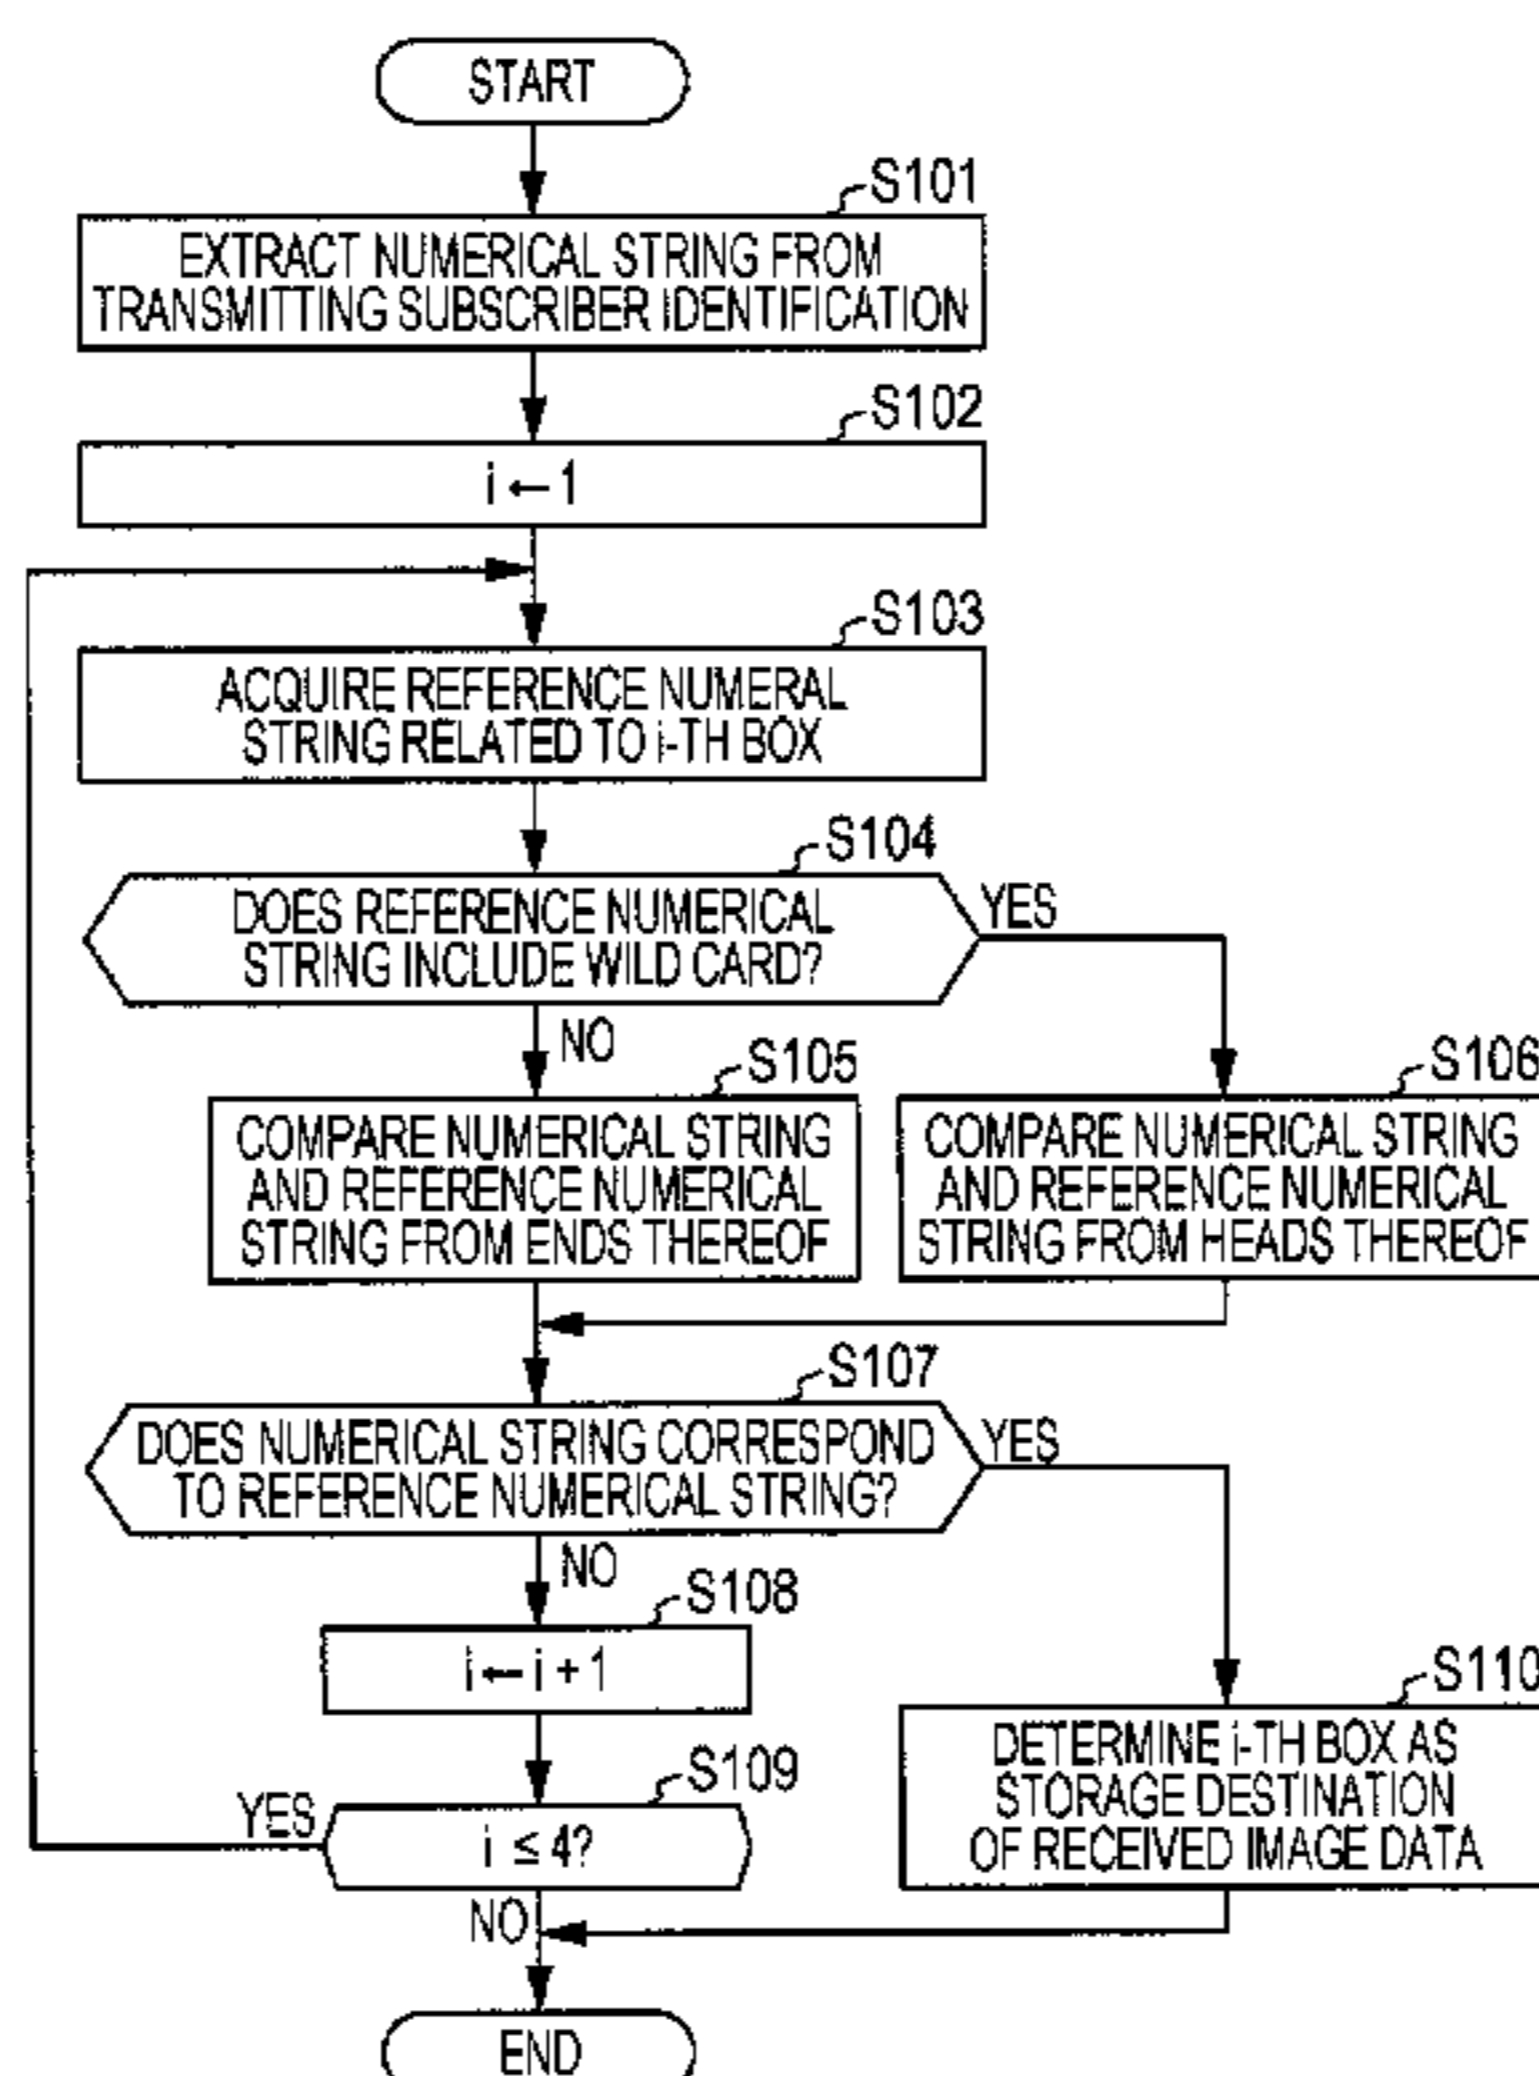 START
S101
EXTRACT NUMERICAL STRING FROM
TRANSMITTING SUBSCRIBER IDENTIFICATION
S102
i ← 1
S103
ACQUIRE REFERENCE NUMERAL
STRING RELATED TO i-TH BOX
S104
DOES REFERENCE NUMERICAL
STRING INCLUDE WILD CARD?
YES
NO
S105
COMPARE NUMERICAL STRING
AND REFERENCE NUMERICAL
STRING FROM ENDS THEREOF
S106
COMPARE NUMERICAL STRING
AND REFERENCE NUMERICAL
STRING FROM HEADS THEREOF
S107
DOES NUMERICAL STRING CORRESPOND
TO REFERENCE NUMERICAL STRING?
YES
NO
S108
i ← i + 1
S109
i ≤ 4?
YES
NO
S110
DETERMINE i-TH BOX AS
STORAGE DESTINATION
OF RECEIVED IMAGE DATA
END